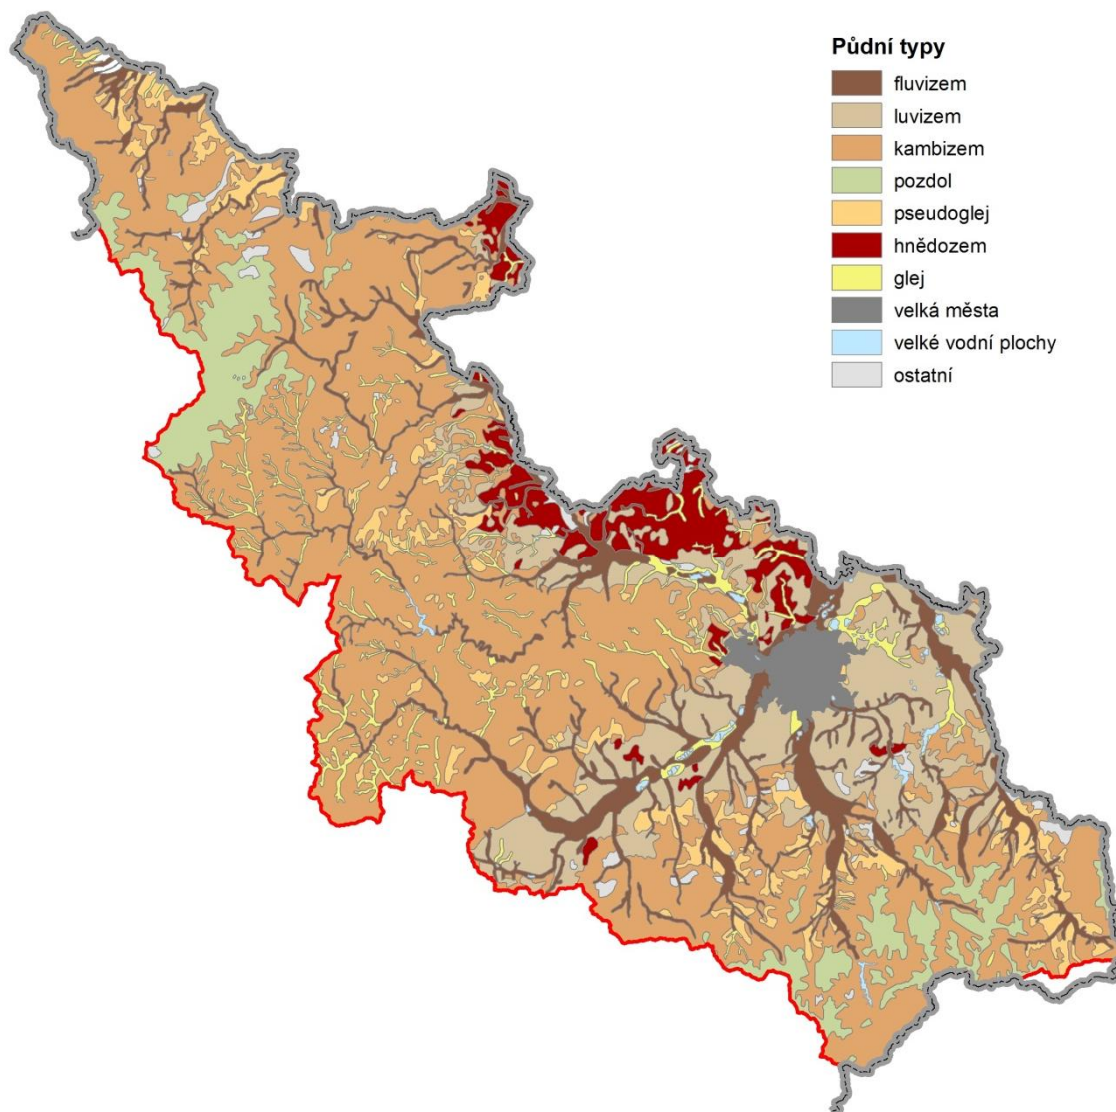 Půdní typy
fluvizem
luvizem
kambizem
pozdol
pseudoglej
hnědozem
glej
velká města
velké vodní plochy
ostatní